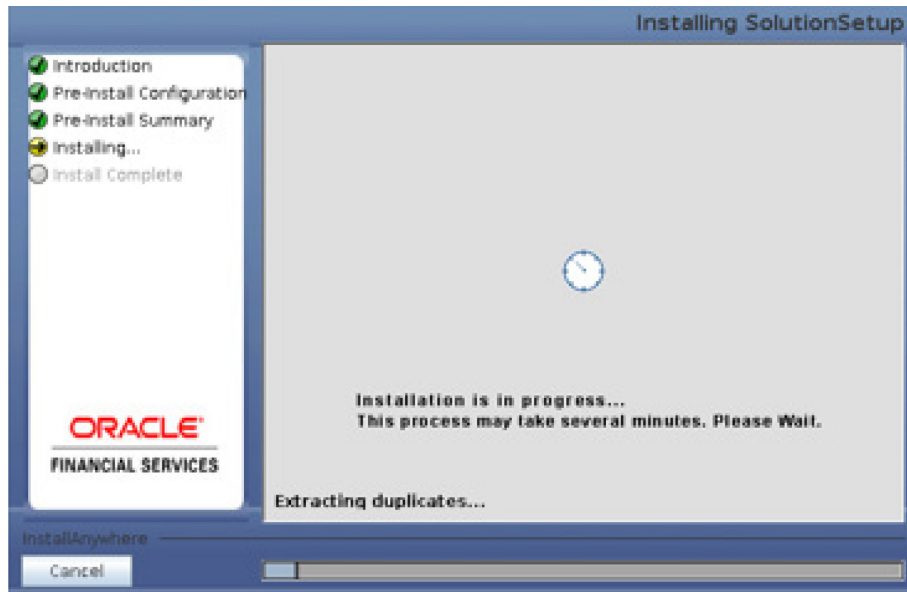 Installing SolutionSetup
Introduction
Pre-Install Configuration
Pre-Install Summary
Installing...
Install Complete
ORACLE®
FINANCIAL SERVICES
Installation is in progress...
This process may take several minutes. Please Wait.
Extracting duplicates...
InstallAnywhere
Cancel